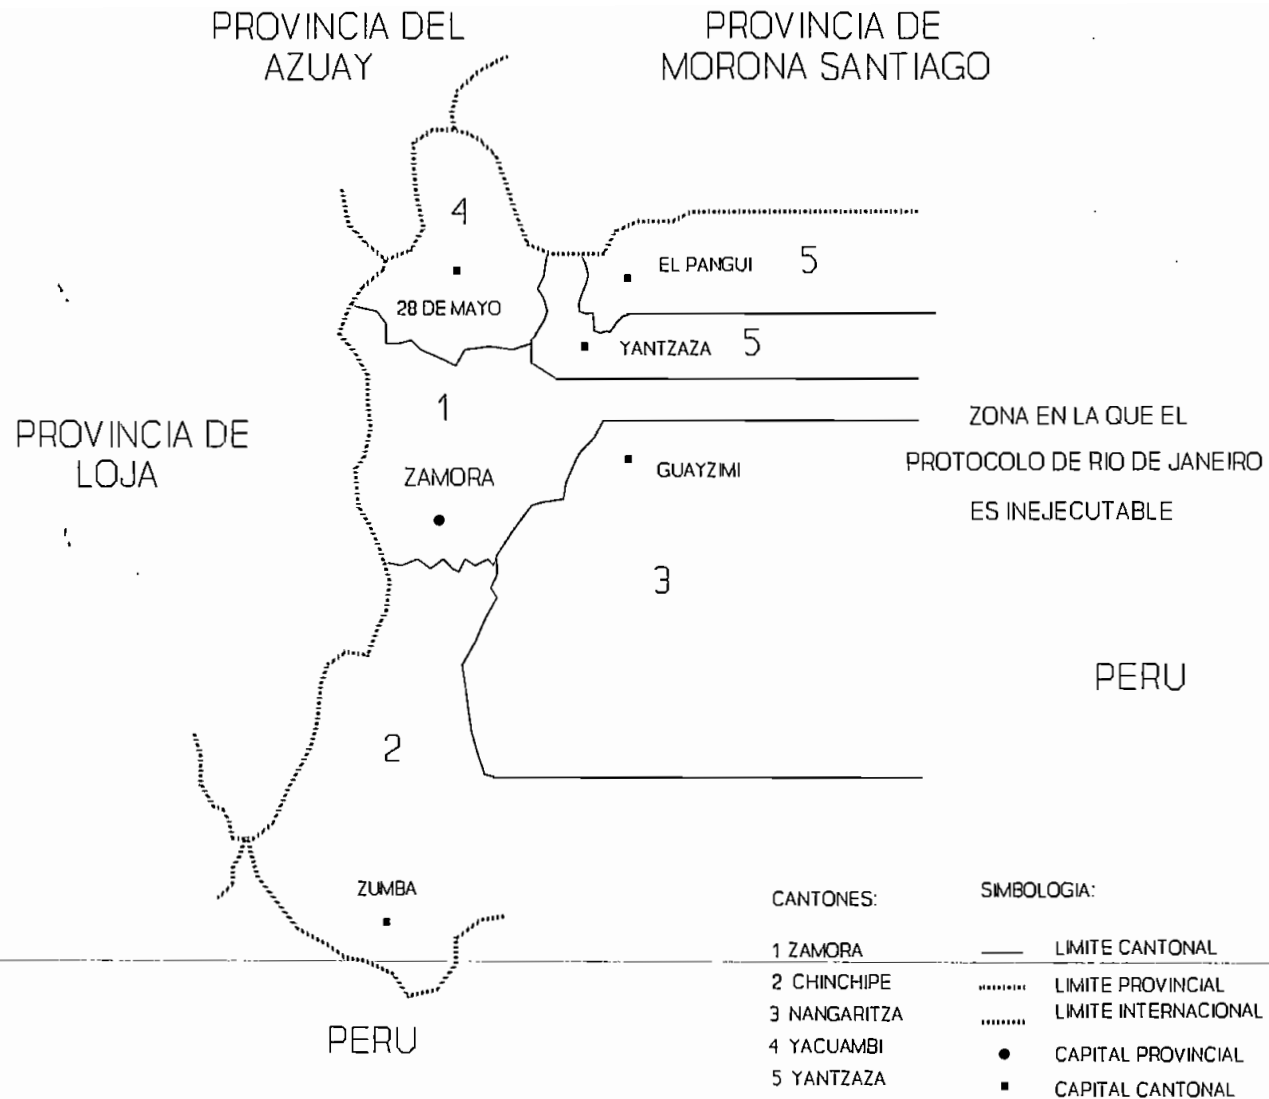 PROVINCIA DEL
AZUAY
PROVINCIA DE
MORONA SANTIAGO
4
EL PANGUI 5
28 DE MAYO
YANTZAZA 5
1
PROVINCIA DE
LOJA
ZONA EN LA QUE EL
PROTOCOLO DE RIO DE JANEIRO
ES INEJECUTABLE
GUAYZIMI
ZAMORA
3
PERU
2
ZUMBA
PERU
CANTONES:
1 ZAMORA
2 CHINCHIPE
3 NANGARITZA
4 YACUAMBI
5 YANTZAZA
SIMBOLOGIA:
LIMITE CANTONAL
LIMITE PROVINCIAL
LIMITE INTERNACIONAL
CAPITAL PROVINCIAL
CAPITAL CANTONAL